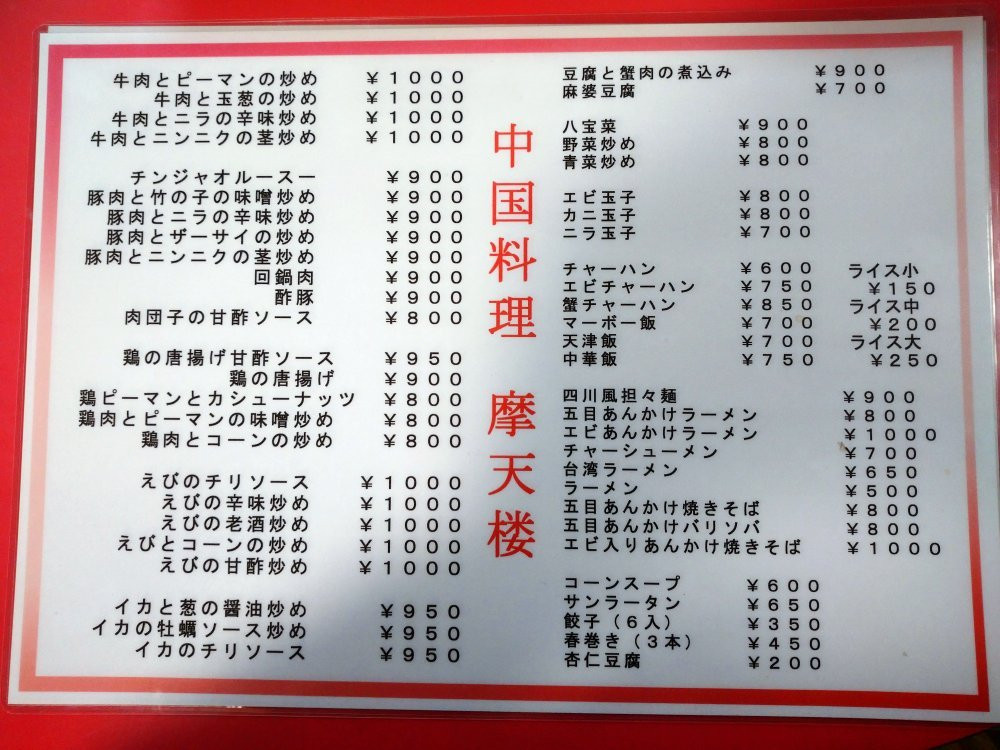 牛肉とピーマンの炒め ￥１０００
牛肉と玉葱の炒め ￥１０００
牛肉とニラの辛味炒め ￥１０００
牛肉とニンニクの茎炒め ￥１０００
チンジャオルースー ￥９００
豚肉と竹の子の味噌炒め ￥９００
豚肉とニラの辛味炒め ￥９００
豚肉とザーサイの炒め ￥９００
豚肉とニンニクの茎炒め ￥９００
回鍋肉 ￥９００
酢豚 ￥９００
肉団子の甘酢ソース ￥８００
鶏の唐揚げ甘酢ソース ￥９５０
鶏の唐揚げ ￥９００
鶏ピーマンとカシューナッツ ￥８００
鶏肉とピーマンの味噌炒め ￥８００
鶏肉とコーンの炒め ￥８００
えびのチリソース ￥１０００
えびの辛味炒め ￥１０００
えびの老酒炒め ￥１０００
えびとコーンの炒め ￥１０００
えびの甘酢炒め ￥１０００
イカと葱の醤油炒め ￥９５０
イカの牡蠣ソース炒め ￥９５０
イカのチリソース ￥９５０
中国料理 摩天楼
豆腐と蟹肉の煮込み ￥９００
麻婆豆腐 ￥７００
八宝菜 ￥９００
野菜炒め ￥８００
青菜炒め ￥８００
エビ玉子 ￥８００
カニ玉子 ￥８００
ニラ玉子 ￥７００
チャーハン ￥６００
エビチャーハン ￥７５０
蟹チャーハン ￥８５０
マーボー飯 ￥７００
天津飯 ￥７００
中華飯 ￥７５０
ライス小
￥１５０
ライス中
￥２００
ライス大
￥２５０
四川風担々麺 ￥９００
五目あんかけラーメン ￥８００
エビあんかけラーメン ￥１０００
チャーシューメン ￥７００
台湾ラーメン ￥６５０
ラーメン ￥５００
五目あんかけ焼きそば ￥８００
五目あんかけバリソバ ￥８００
エビ入りあんかけ焼きそば ￥１０００
コーンスープ ￥６００
サンラータン ￥６５０
餃子（６入） ￥３５０
春巻き（３本） ￥４５０
杏仁豆腐 ￥２００